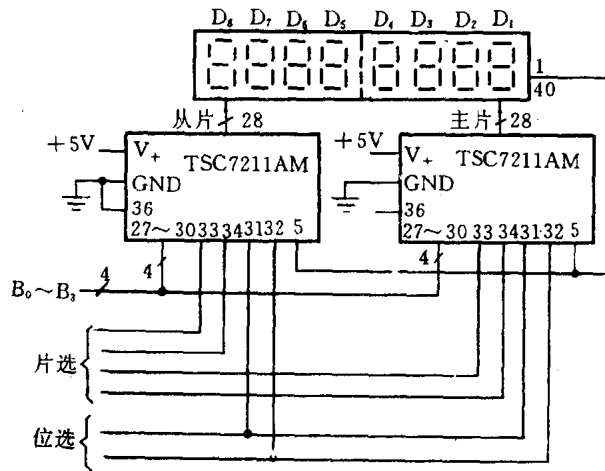 D₈ D₇ D₆ D₅ D₄ D₃ D₂ D₁
1
40
从片 28 主片 28
+5V V₊ TSC7211AM +5V V₊ TSC7211AM
GND GND
36 36
27~30 33 34 31 32 5 27~30 33 34 31 32 5
4 4
B₀~B₃ 4
片选
位选